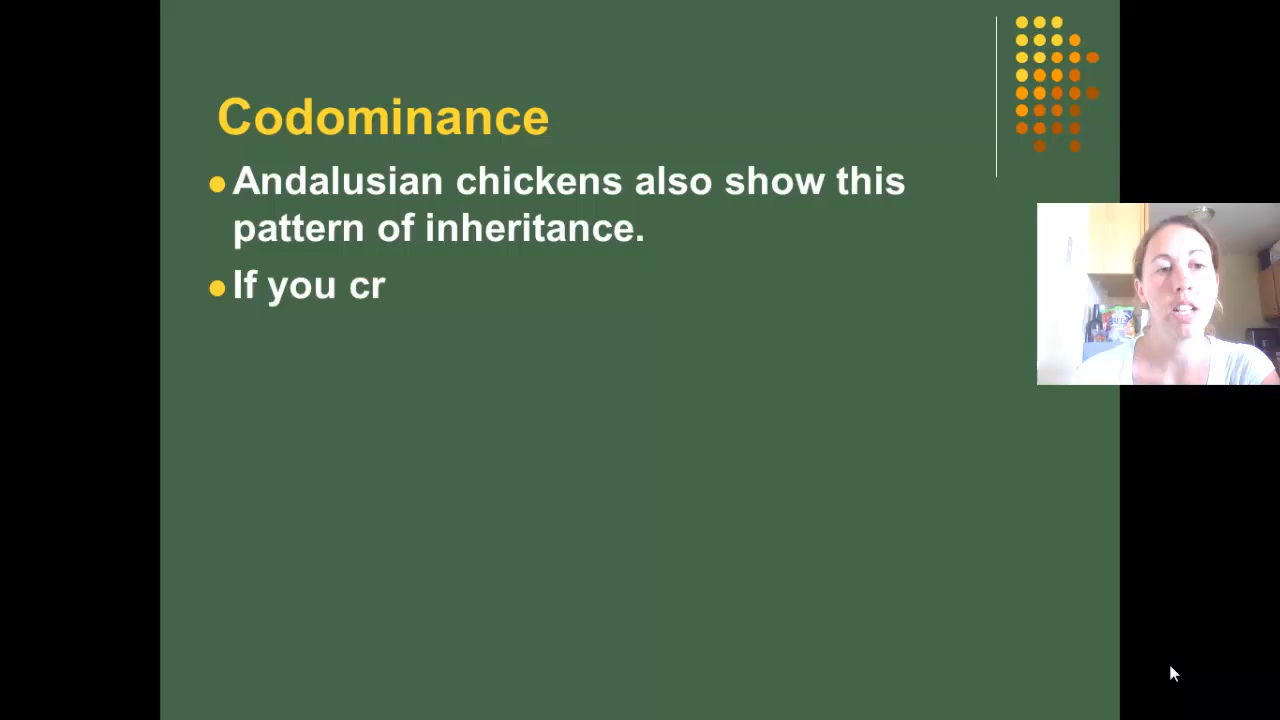 Codominance
Andalusian chickens also show this
pattern of inheritance.
If you cr